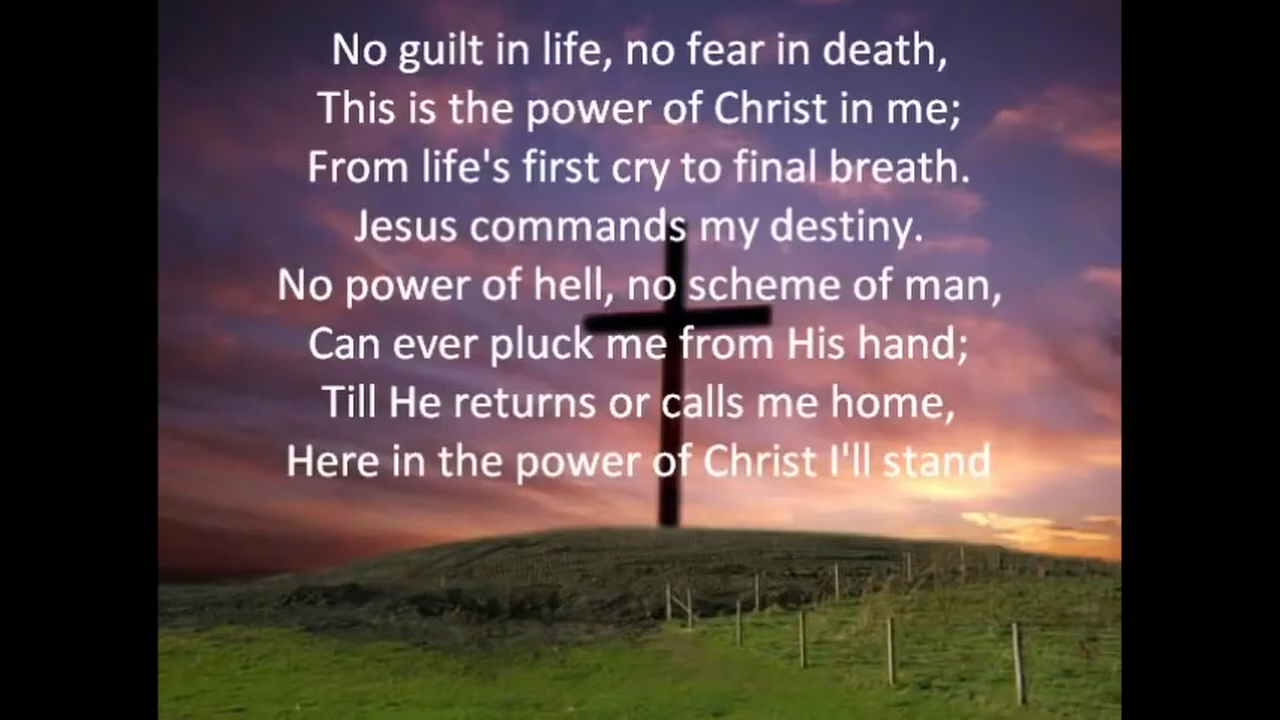 No guilt in life, no fear in death,
This is the power of Christ in me;
From life's first cry to final breath.
Jesus commands my destiny.
No power of hell, no scheme of man,
Can ever pluck me from His hand;
Till He returns or calls me home,
Here in the power of Christ I'll stand